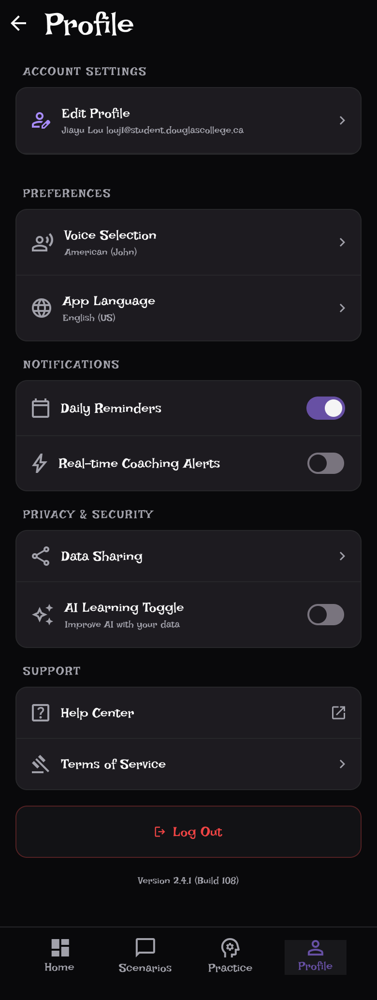 Profile
ACCOUNT SETTINGS
Edit Profile
Jiayu Lou louj1@student.douglascollege.ca
PREFERENCES
Voice Selection
American (John)
App Language
English (US)
NOTIFICATIONS
Daily Reminders
Real-time Coaching Alerts
PRIVACY & SECURITY
Data Sharing
AI Learning Toggle
Improve AI with your data
SUPPORT
Help Center
Terms of Service
Log Out
Version 2.4.1 (Build 108)
Home Scenarios Practice Profile